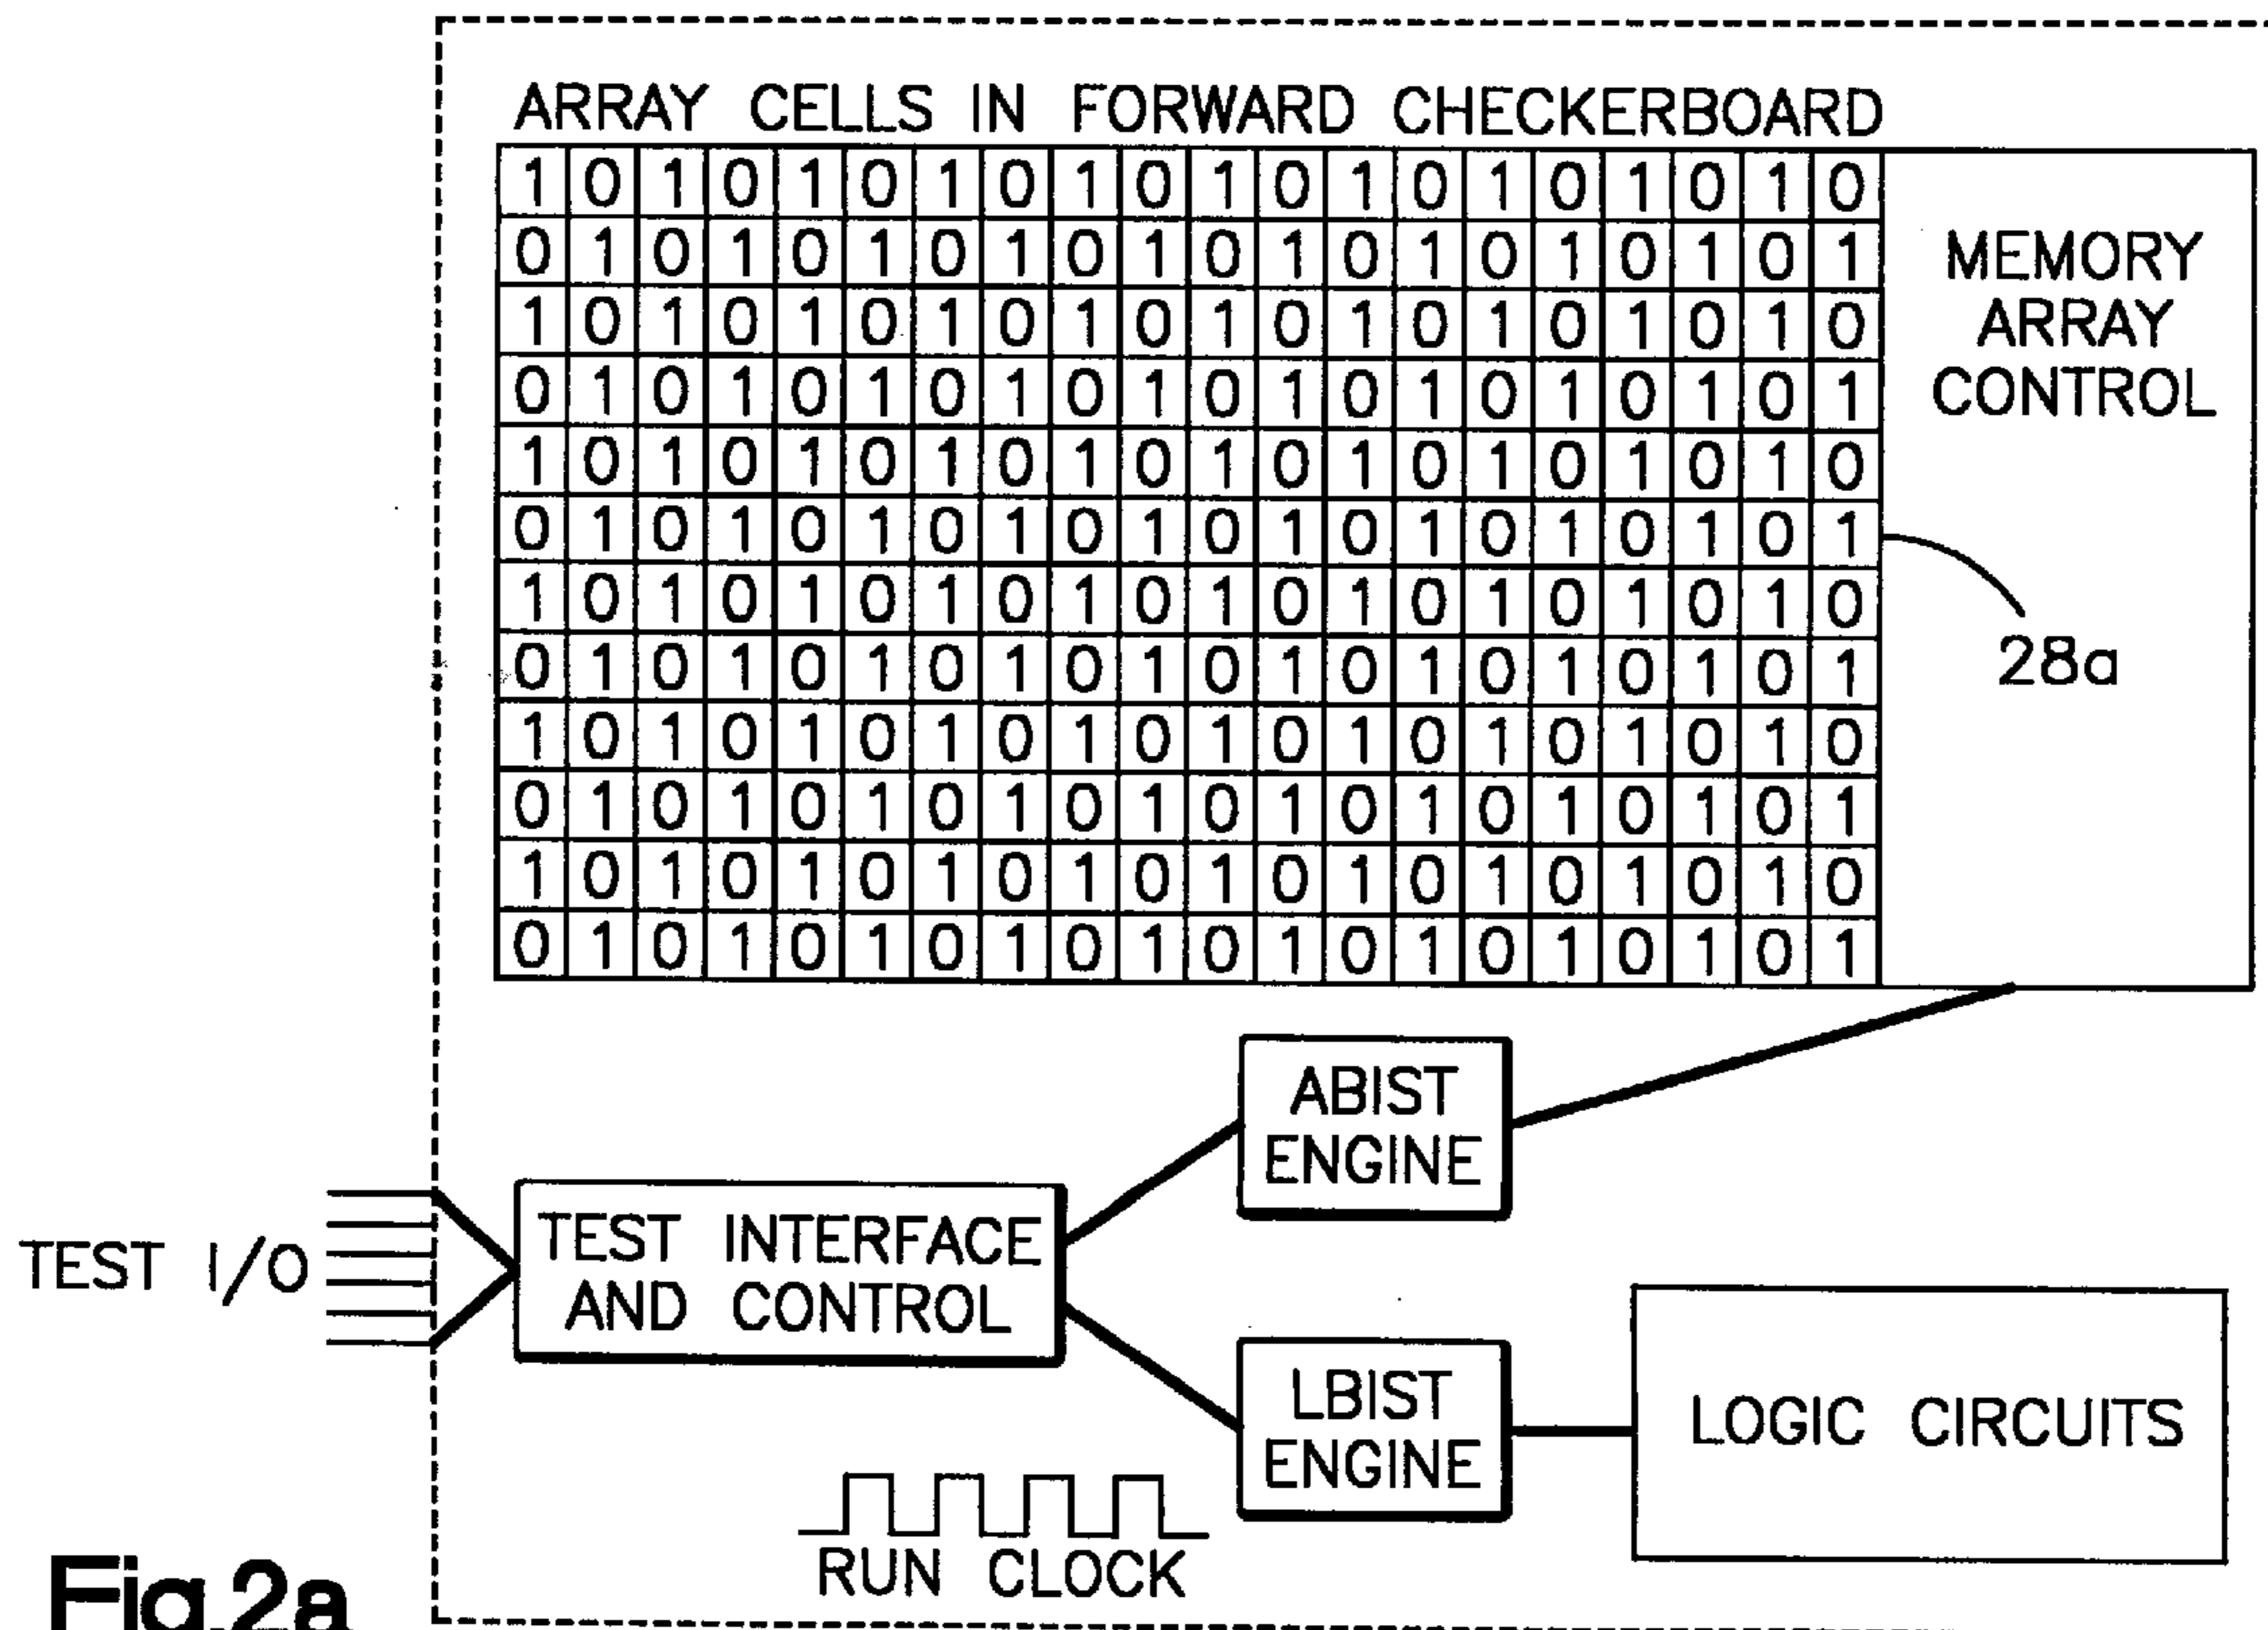 ARRAY CELLS IN FORWARD CHECKERBOARD
1 0 1 0 1 0 1 0 1 0 1 0 1 0 1 0 1 0 1 0
0 1 0 1 0 1 0 1 0 1 0 1 0 1 0 1 0 1 0 1
1 0 1 0 1 0 1 0 1 0 1 0 1 0 1 0 1 0 1 0
0 1 0 1 0 1 0 1 0 1 0 1 0 1 0 1 0 1 0 1
1 0 1 0 1 0 1 0 1 0 1 0 1 0 1 0 1 0 1 0
0 1 0 1 0 1 0 1 0 1 0 1 0 1 0 1 0 1 0 1
1 0 1 0 1 0 1 0 1 0 1 0 1 0 1 0 1 0 1 0
0 1 0 1 0 1 0 1 0 1 0 1 0 1 0 1 0 1 0 1
1 0 1 0 1 0 1 0 1 0 1 0 1 0 1 0 1 0 1 0
0 1 0 1 0 1 0 1 0 1 0 1 0 1 0 1 0 1 0 1
1 0 1 0 1 0 1 0 1 0 1 0 1 0 1 0 1 0 1 0
0 1 0 1 0 1 0 1 0 1 0 1 0 1 0 1 0 1 0 1
MEMORY
ARRAY
CONTROL
28a
ABIST
ENGINE
TEST I/O
TEST INTERFACE
AND CONTROL
LBIST
ENGINE
LOGIC CIRCUITS
RUN CLOCK
Fig.2a